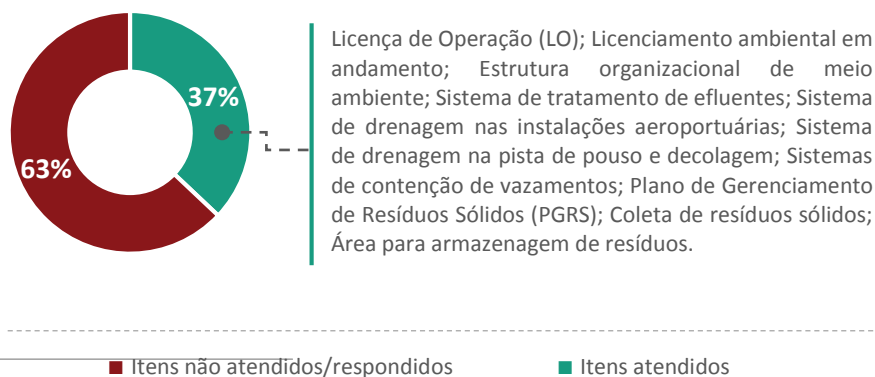 37%
63%
Licença de Operação (LO); Licenciamento ambiental em
andamento; Estrutura organizacional de meio
ambiente; Sistema de tratamento de efluentes; Sistema
de drenagem nas instalações aeroportuárias; Sistema
de drenagem na pista de pouso e decolagem; Sistemas
de contenção de vazamentos; Plano de Gerenciamento
de Resíduos Sólidos (PGRS); Coleta de resíduos sólidos;
Área para armazenagem de resíduos.
Itens não atendidos/respondidos
Itens atendidos